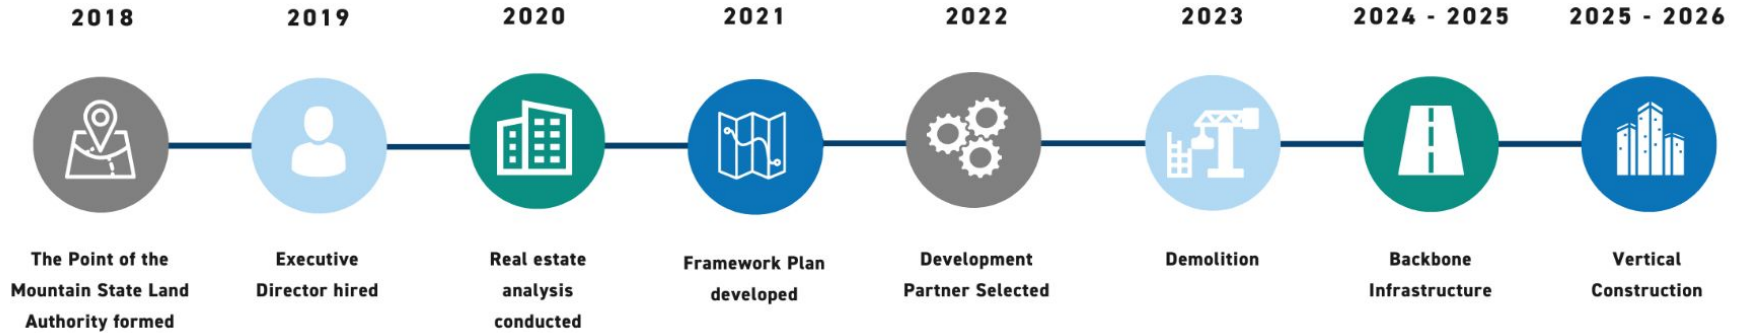 2018
2019
2020
2021
2022
2023
2024 - 2025
2025 - 2026
The Point of the
Mountain State Land
Authority formed
Executive
Director hired
Real estate
analysis
conducted
Framework Plan
developed
Development
Partner Selected
Demolition
Backbone
Infrastructure
Vertical
Construction